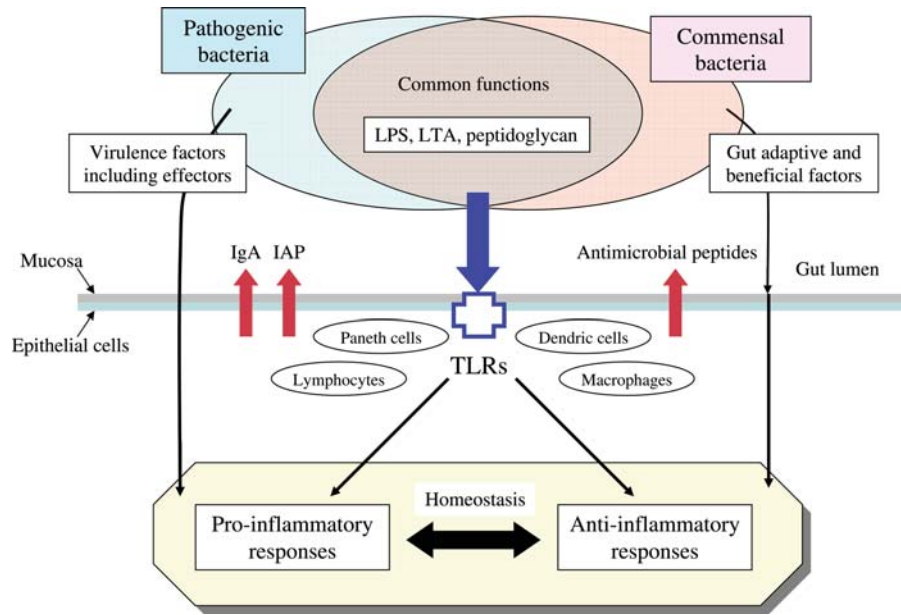 Pathogenic
bacteria
Commensal
bacteria
Common functions
LPS, LTA, peptidoglycan
Virulence factors
including effectors
Gut adaptive and
beneficial factors
IgA IAP
Antimicrobial peptides
Mucosa
Gut lumen
Epithelial cells
Paneth cells
Dendric cells
Lymphocytes
TLRs
Macrophages
Homeostasis
Pro-inflammatory
responses
Anti-inflammatory
responses